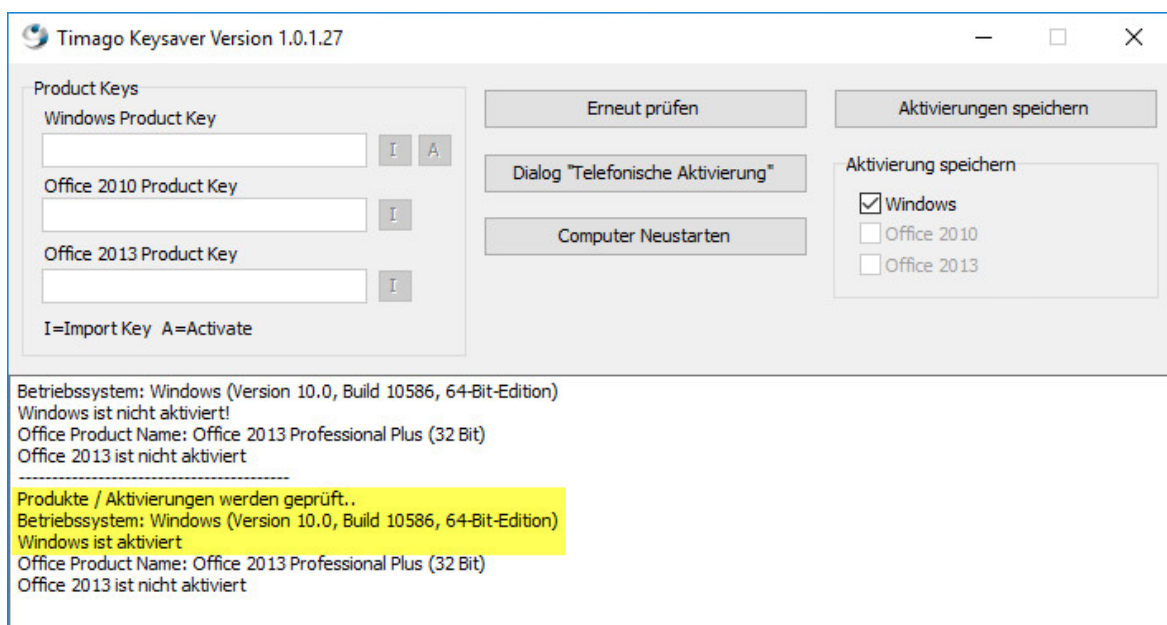 Timago Keysaver Version 1.0.1.27
Product Keys
Windows Product Key
I A
Office 2010 Product Key
I
Office 2013 Product Key
I
I=Import Key A=Activate
Erneut prüfen
Dialog "Telefonische Aktivierung"
Computer Neustarten
Aktivierungen speichern
Aktivierung speichern
Windows
Office 2010
Office 2013
Betriebssystem: Windows (Version 10.0, Build 10586, 64-Bit-Edition)
Windows ist nicht aktiviert!
Office Product Name: Office 2013 Professional Plus (32 Bit)
Office 2013 ist nicht aktiviert
-----------------------------------------
Produkte / Aktivierungen werden geprüft..
Betriebssystem: Windows (Version 10.0, Build 10586, 64-Bit-Edition)
Windows ist aktiviert
Office Product Name: Office 2013 Professional Plus (32 Bit)
Office 2013 ist nicht aktiviert